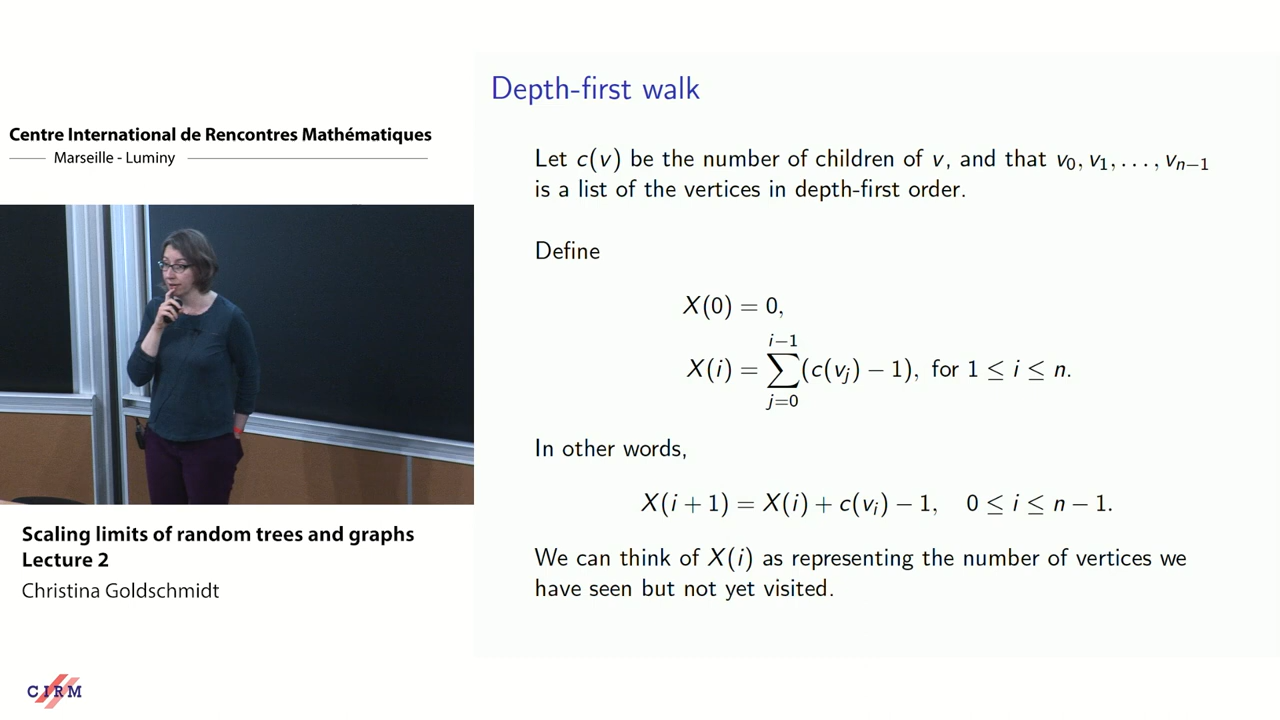 Centre International de Rencontres Mathématiques
Marseille - Luminy
Scaling limits of random trees and graphs
Lecture 2
Christina Goldschmidt
CIRM
Depth-first walk
Let c(v) be the number of children of v, and that v₀, v₁, . . . , vₙ₋₁
is a list of the vertices in depth-first order.
Define
X(0) = 0,
X(i) = ∑_{j=0}^{i−1} (c(v_j) − 1), for 1 ≤ i ≤ n.
In other words,
X(i + 1) = X(i) + c(v_i) − 1, 0 ≤ i ≤ n − 1.
We can think of X(i) as representing the number of vertices we
have seen but not yet visited.